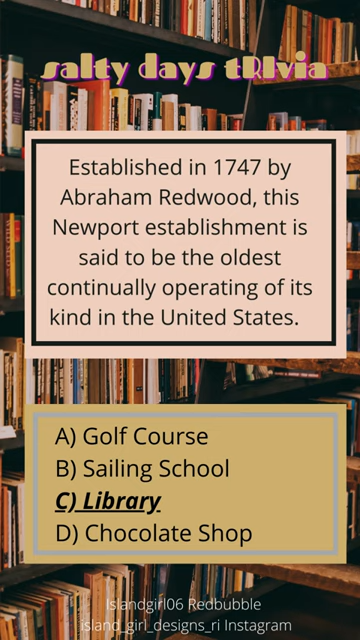 salty days tRIvia
Established in 1747 by
Abraham Redwood, this
Newport establishment is
said to be the oldest
continually operating of its
kind in the United States.
A) Golf Course
B) Sailing School
C) Library
D) Chocolate Shop
Islandgirl06 Redbubble
island_girl_designs_ri Instagram